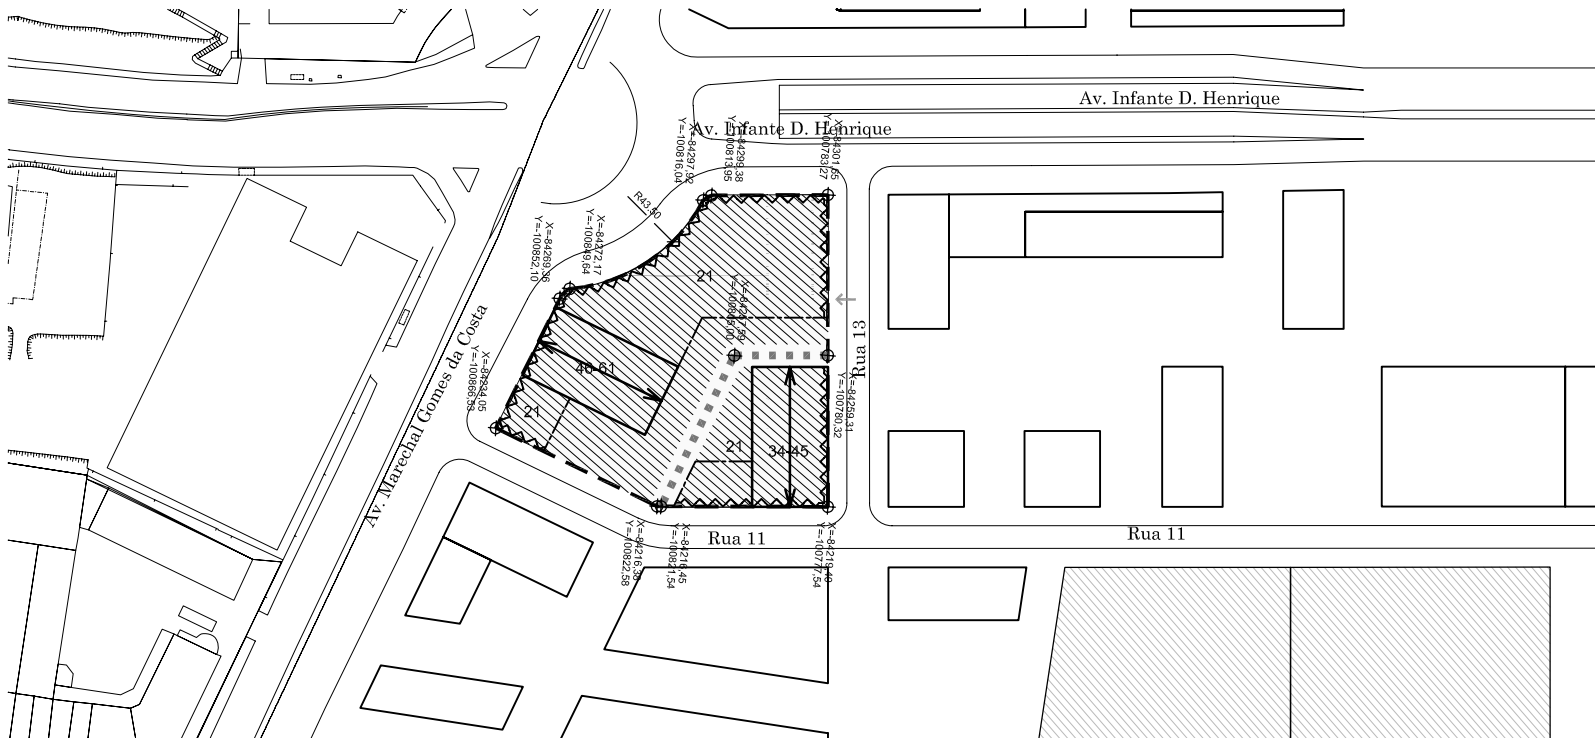 Av. Infante D. Henrique
Av. Infante D. Henrique
X=-84297,92
Y=-100816,04
X=-84299,38
Y=-100813,95
X=-84301,65
Y=-100783,27
R43,50
X=-84272,17
Y=-100849,64
X=-84269,36
Y=-100852,10
21
Rua 13
Av. Marechal Gomes da Costa
X=-84234,05
Y=-100866,53
46-61
21
X=-84259,31
Y=-100780,32
21
34-45
Rua 11
Rua 11
X=-84216,38
Y=-100822,58
X=-84216,45
Y=-100821,54
Y=-100777,54